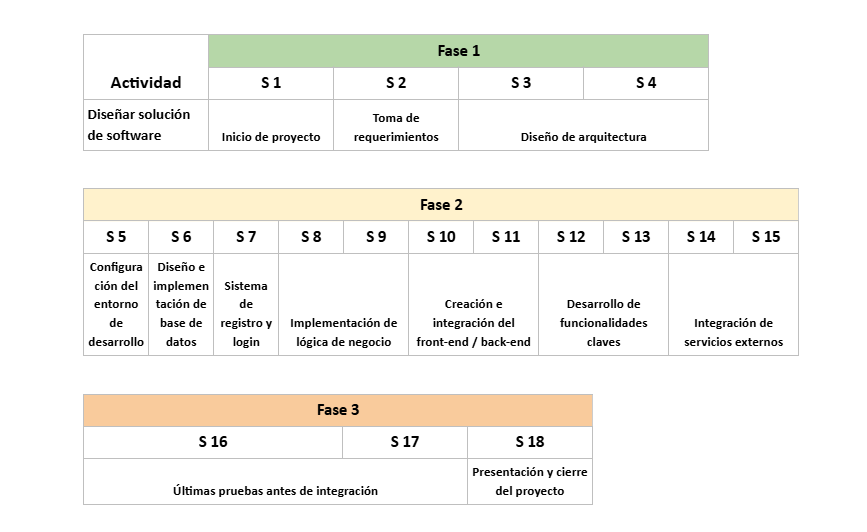 Fase 1
Actividad
S 1
S 2
S 3
S 4
Diseñar solución
de software
Inicio de proyecto
Toma de
requerimientos
Diseño de arquitectura
Fase 2
S 5
S 6
S 7
S 8
S 9
S 10
S 11
S 12
S 13
S 14
S 15
Configura
ción del
entorno
de
desarrollo
Diseño e
implemen
tación de
base de
datos
Sistema
de
registro y
login
Implementación de
lógica de negocio
Creación e
integración del
front-end / back-end
Desarrollo de
funcionalidades
claves
Integración de
servicios externos
Fase 3
S 16
S 17
S 18
Últimas pruebas antes de integración
Presentación y cierre
del proyecto